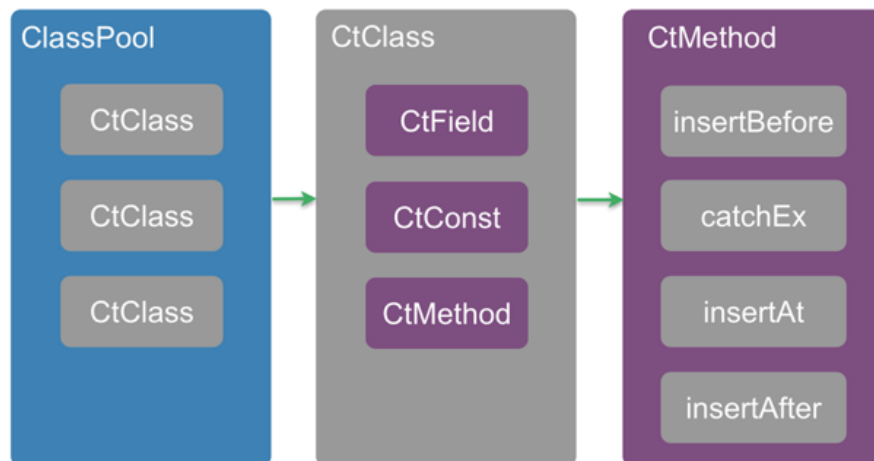 ClassPool
CtClass
CtClass
CtClass
CtClass
CtField
CtConst
CtMethod
CtMethod
insertBefore
catchEx
insertAt
insertAfter